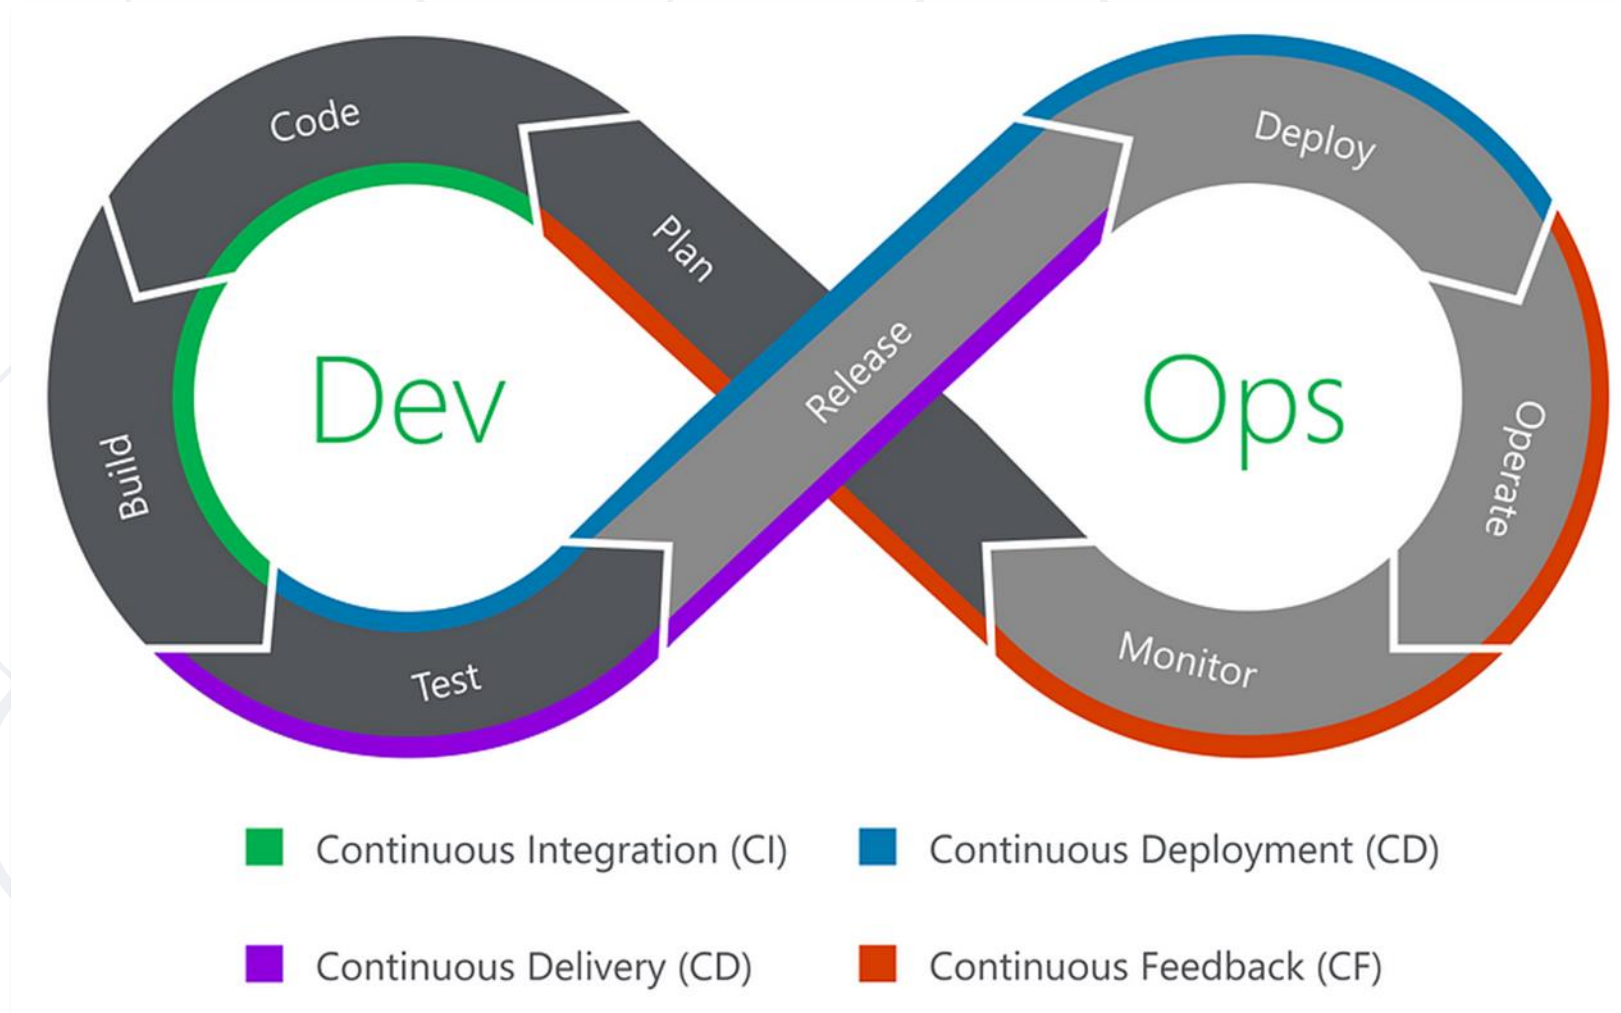 Code
Plan
Dev
Build
Test
Release
Deploy
Ops
Operate
Monitor
Continuous Integration (CI)
Continuous Deployment (CD)
Continuous Delivery (CD)
Continuous Feedback (CF)